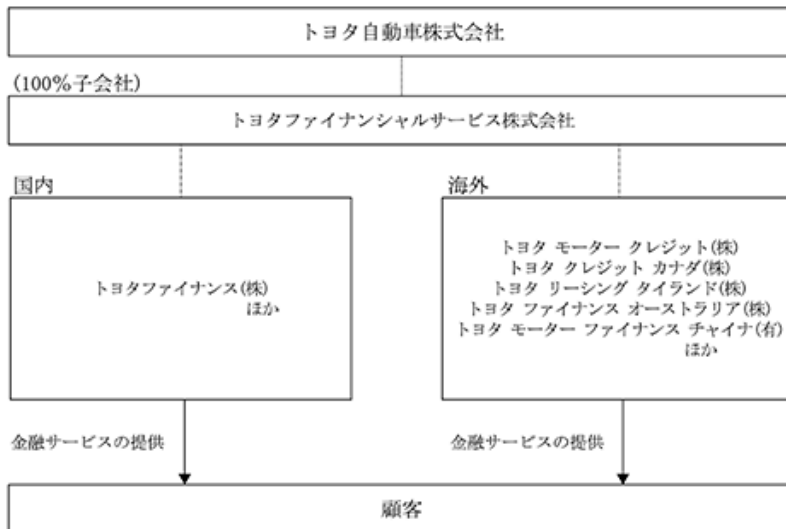 トヨタ自動車株式会社
(100%子会社)
トヨタファイナンシャルサービス株式会社
国内
海外
トヨタファイナンス(株)
ほか
トヨタ モーター クレジット(株)
トヨタ クレジット カナダ(株)
トヨタ リーシング タイランド(株)
トヨタ ファイナンス オーストラリア(株)
トヨタ モーター ファイナンス チャイナ(有)
ほか
金融サービスの提供
金融サービスの提供
顧客